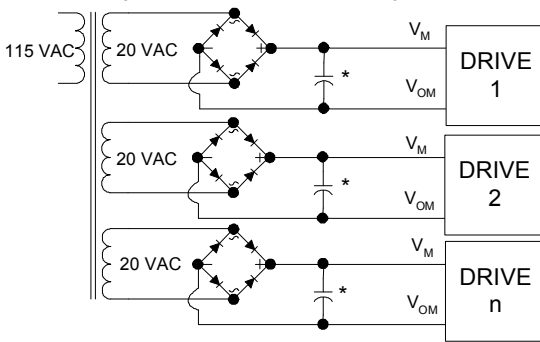 115 VAC
20 VAC
~
−
+
*
V_M
V_OM
DRIVE
1
20 VAC
~
−
+
*
V_M
V_OM
DRIVE
2
20 VAC
~
−
+
*
V_M
V_OM
DRIVE
n